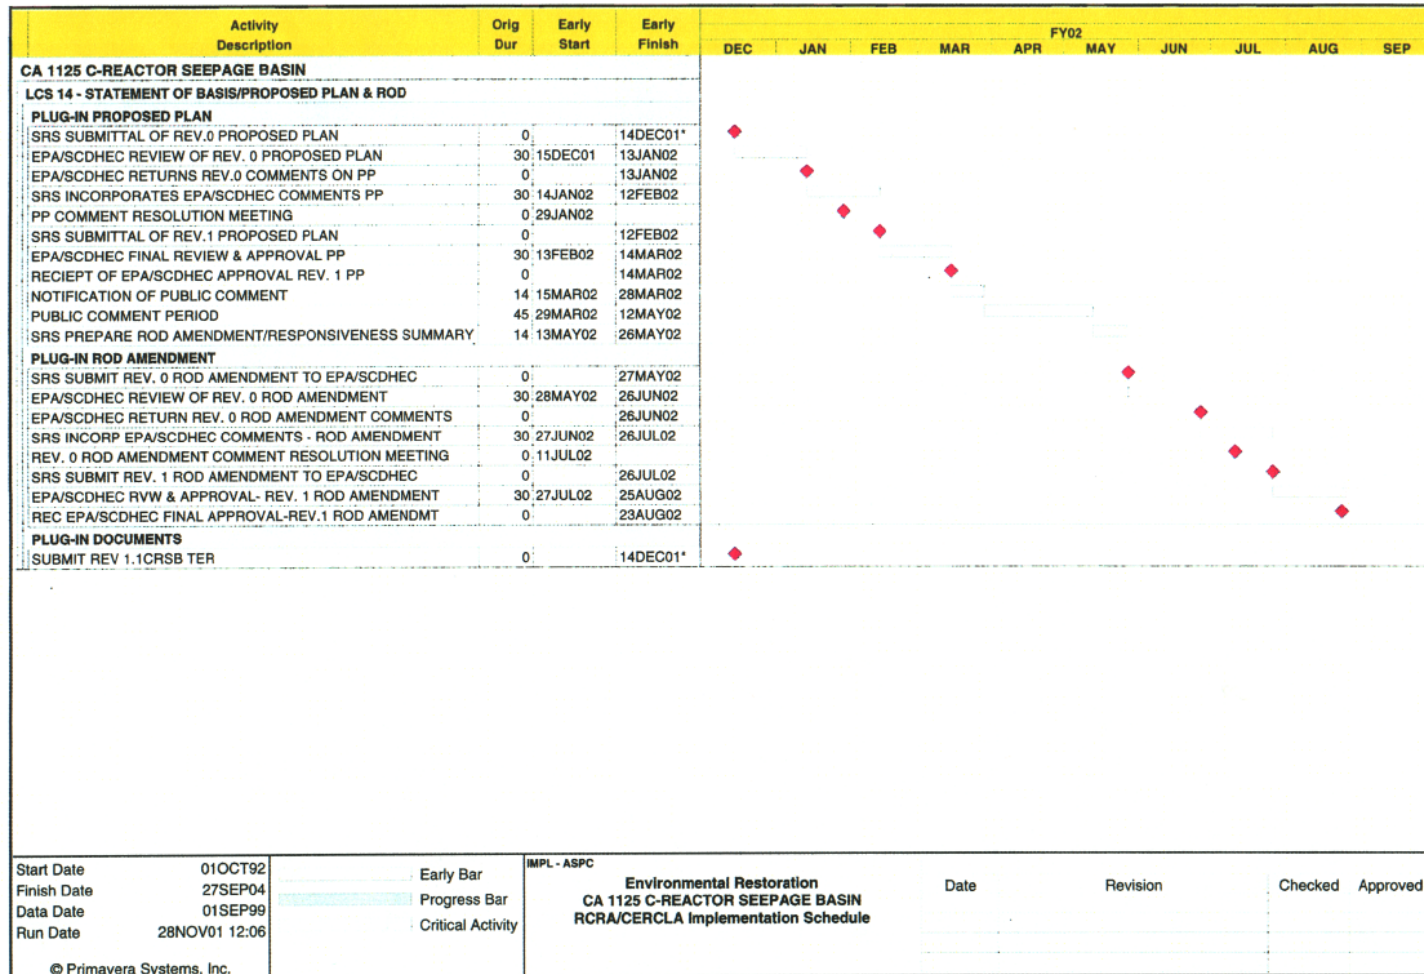 Activity Description Orig Dur Early Start Early Finish FY02
DEC JAN FEB MAR APR MAY JUN JUL AUG SEP
CA 1125 C-REACTOR SEEPAGE BASIN
LCS 14 - STATEMENT OF BASIS/PROPOSED PLAN & ROD
PLUG-IN PROPOSED PLAN
SRS SUBMITTAL OF REV.0 PROPOSED PLAN 0 14DEC01*
EPA/SCDHEC REVIEW OF REV. 0 PROPOSED PLAN 30 15DEC01 13JAN02
EPA/SCDHEC RETURNS REV.0 COMMENTS ON PP 0 13JAN02
SRS INCORPORATES EPA/SCDHEC COMMENTS PP 30 14JAN02 12FEB02
PP COMMENT RESOLUTION MEETING 0 29JAN02
SRS SUBMITTAL OF REV.1 PROPOSED PLAN 0 12FEB02
EPA/SCDHEC FINAL REVIEW & APPROVAL PP 30 13FEB02 14MAR02
RECIEPT OF EPA/SCDHEC APPROVAL REV. 1 PP 0 14MAR02
NOTIFICATION OF PUBLIC COMMENT 14 15MAR02 28MAR02
PUBLIC COMMENT PERIOD 45 29MAR02 12MAY02
SRS PREPARE ROD AMENDMENT/RESPONSIVENESS SUMMARY 14 13MAY02 26MAY02
PLUG-IN ROD AMENDMENT
SRS SUBMIT REV. 0 ROD AMENDMENT TO EPA/SCDHEC 0 27MAY02
EPA/SCDHEC REVIEW OF REV. 0 ROD AMENDMENT 30 28MAY02 26JUN02
EPA/SCDHEC RETURN REV. 0 ROD AMENDMENT COMMENTS 0 26JUN02
SRS INCORP EPA/SCDHEC COMMENTS - ROD AMENDMENT 30 27JUN02 26JUL02
REV. 0 ROD AMENDMENT COMMENT RESOLUTION MEETING 0 11JUL02
SRS SUBMIT REV. 1 ROD AMENDMENT TO EPA/SCDHEC 0 26JUL02
EPA/SCDHEC RVW & APPROVAL- REV. 1 ROD AMENDMENT 30 27JUL02 25AUG02
REC EPA/SCDHEC FINAL APPROVAL-REV.1 ROD AMENDMT 0 23AUG02
PLUG-IN DOCUMENTS
SUBMIT REV 1.1CRSB TER 0 14DEC01*
Start Date 01OCT92
Finish Date 27SEP04
Data Date 01SEP99
Run Date 28NOV01 12:06
© Primavera Systems, Inc.
Early Bar
Progress Bar
Critical Activity
IMPL - ASPC
Environmental Restoration
CA 1125 C-REACTOR SEEPAGE BASIN
RCRA/CERCLA Implementation Schedule
Date Revision Checked Approved